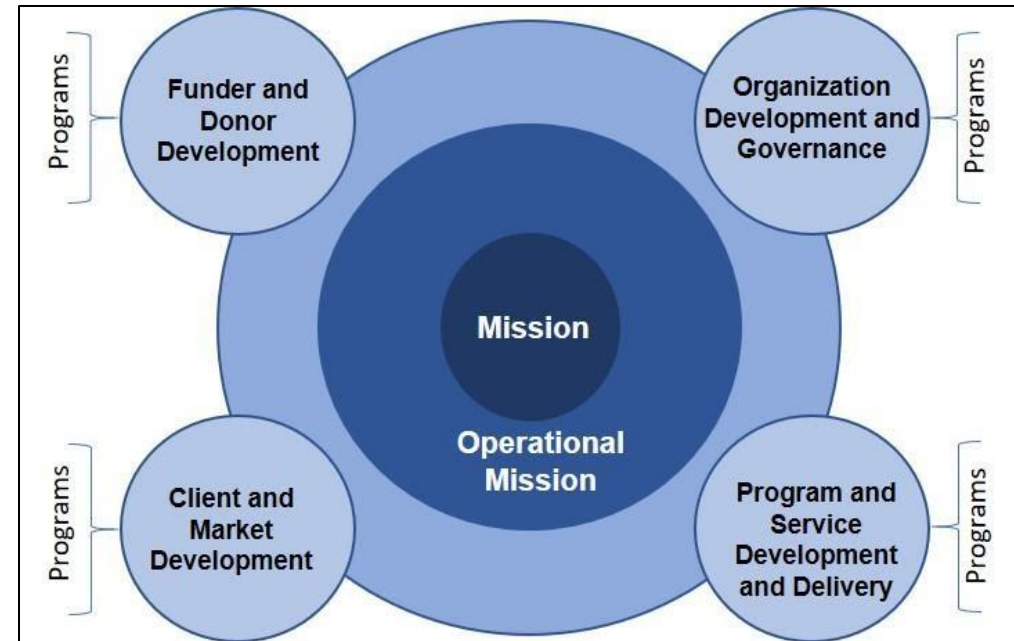 Programs
Funder and
Donor
Development
Organization
Development and
Governance
Programs
Mission
Operational
Mission
Programs
Client and
Market
Development
Program and
Service
Development
and Delivery
Programs